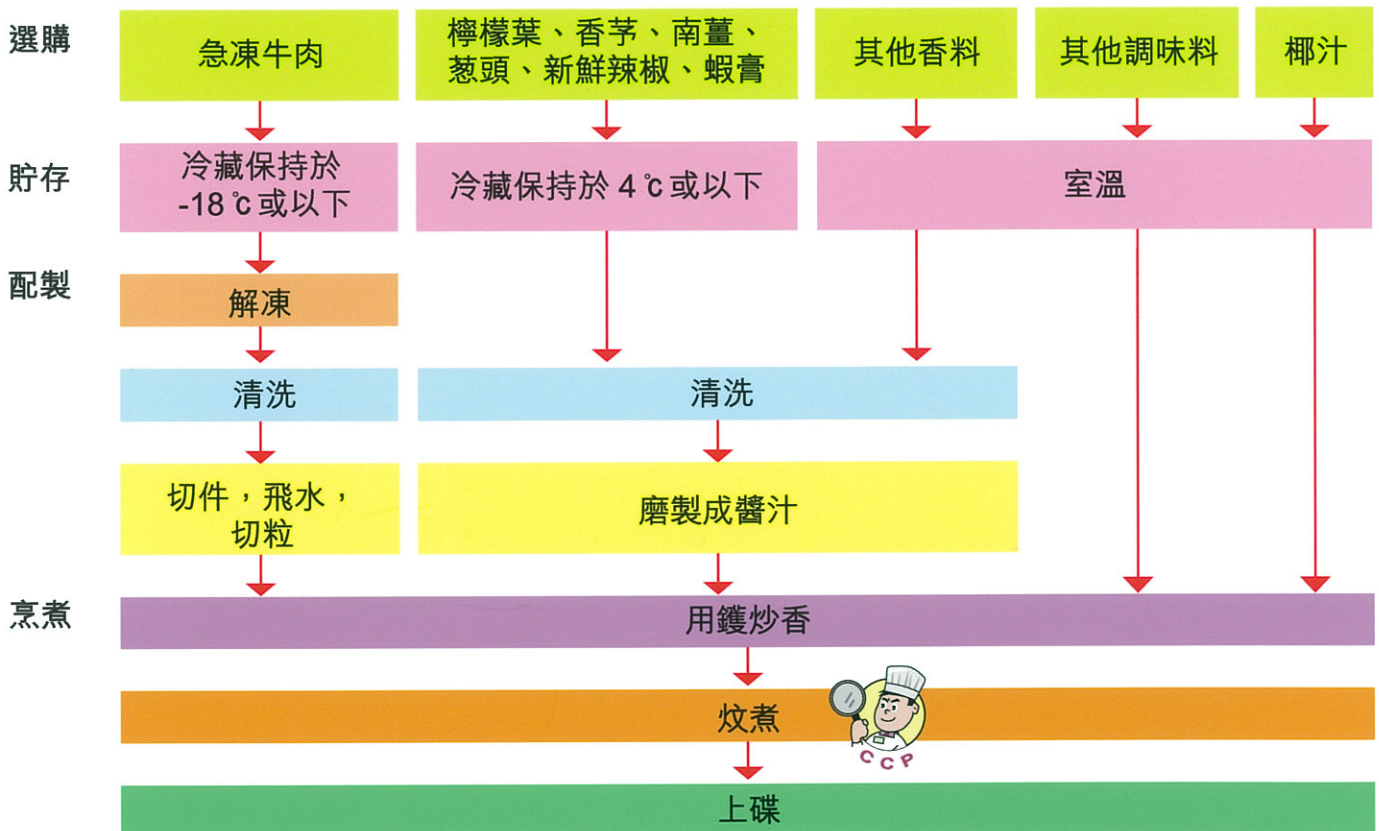 選購
急凍牛肉
檸檬葉、香茅、南薑、
葱頭、新鮮辣椒、蝦膏
其他香料
其他調味料
椰汁
貯存
冷藏保持於
-18℃或以下
冷藏保持於 4℃或以下
室溫
配製
解凍
清洗
清洗
切件，飛水，
切粒
磨製成醬汁
烹煮
用鑊炒香
炆煮
CCP
上碟